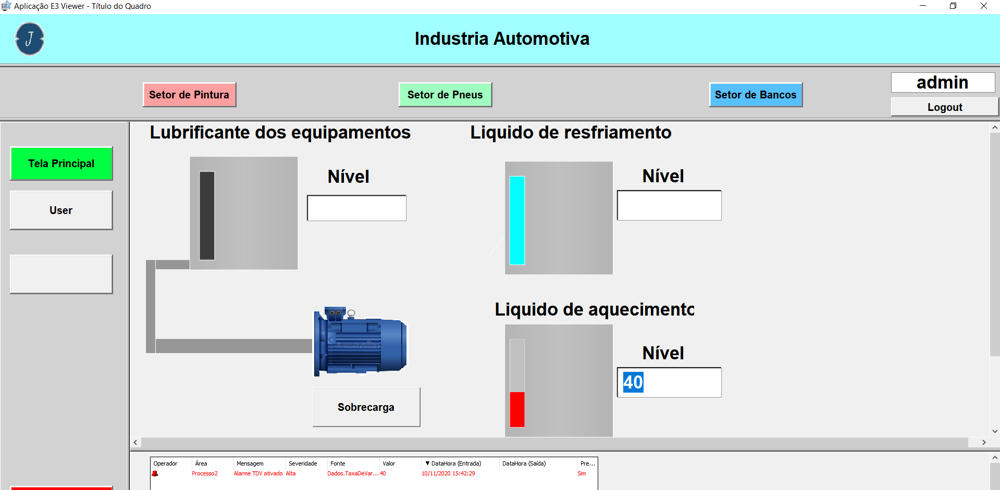 Aplicação E3 Viewer - Título do Quadro
J
Industria Automotiva
Setor de Pintura
Setor de Pneus
Setor de Bancos
admin
Logout
Tela Principal
User
Lubrificante dos equipamentos
Nível
Liquido de resfriamento
Nível
Liquido de aquecimento
Nível
40
Sobrecarga
Operador Área Mensagem Severidade Fonte Valor ▼ DataHora (Entrada) DataHora (Saída) Pre...
Processo2 Alarme TDV ativado Alta Dados.TaxaDeVar... 40 10/11/2020 15:42:29 Sim